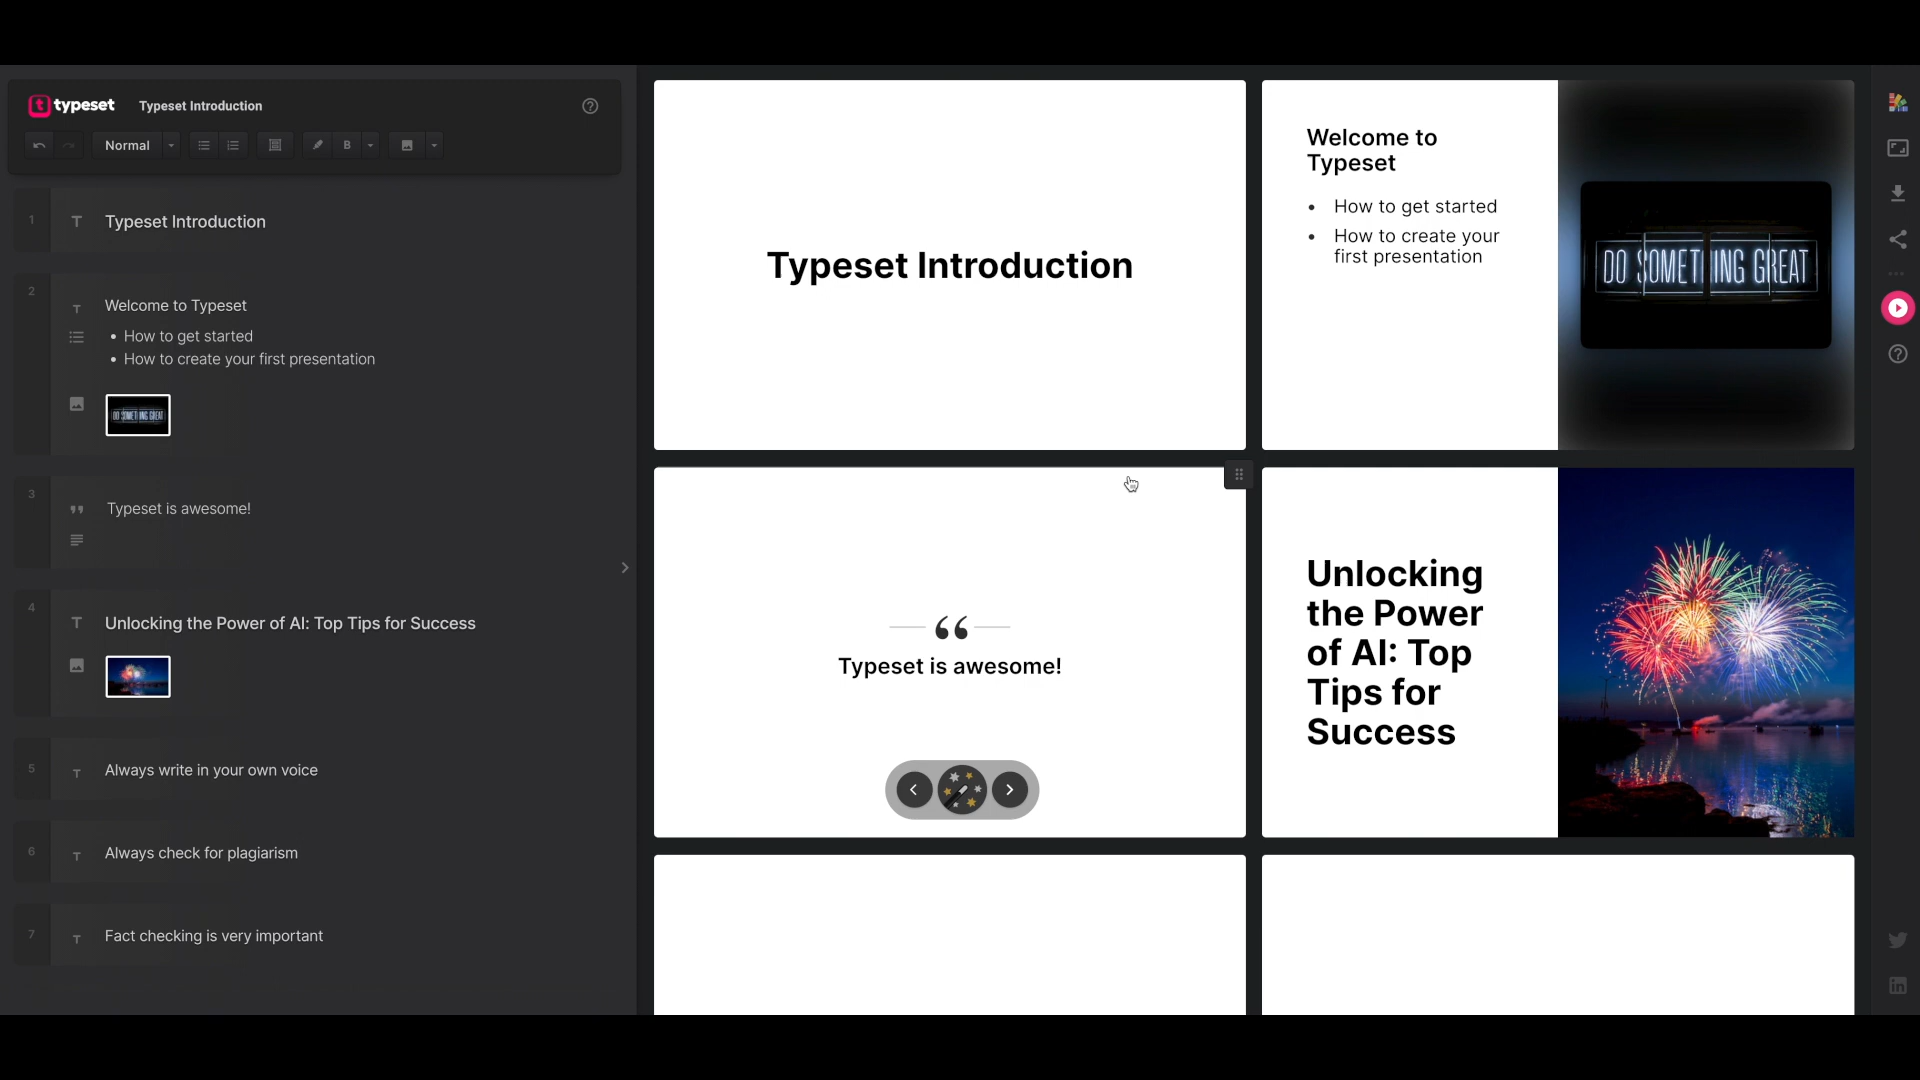 typeset
Typeset Introduction
Normal
B
1
T
Typeset Introduction
2
T
Welcome to Typeset
• How to get started
• How to create your first presentation
DO SOMETHING GREAT
3
Typeset is awesome!
4
T
Unlocking the Power of AI: Top Tips for Success
5
T
Always write in your own voice
6
T
Always check for plagiarism
7
T
Fact checking is very important
Typeset Introduction
Welcome to
Typeset
• How to get started
• How to create your
first presentation
DO SOMETHING GREAT
“
Typeset is awesome!
Unlocking
the Power
of AI: Top
Tips for
Success